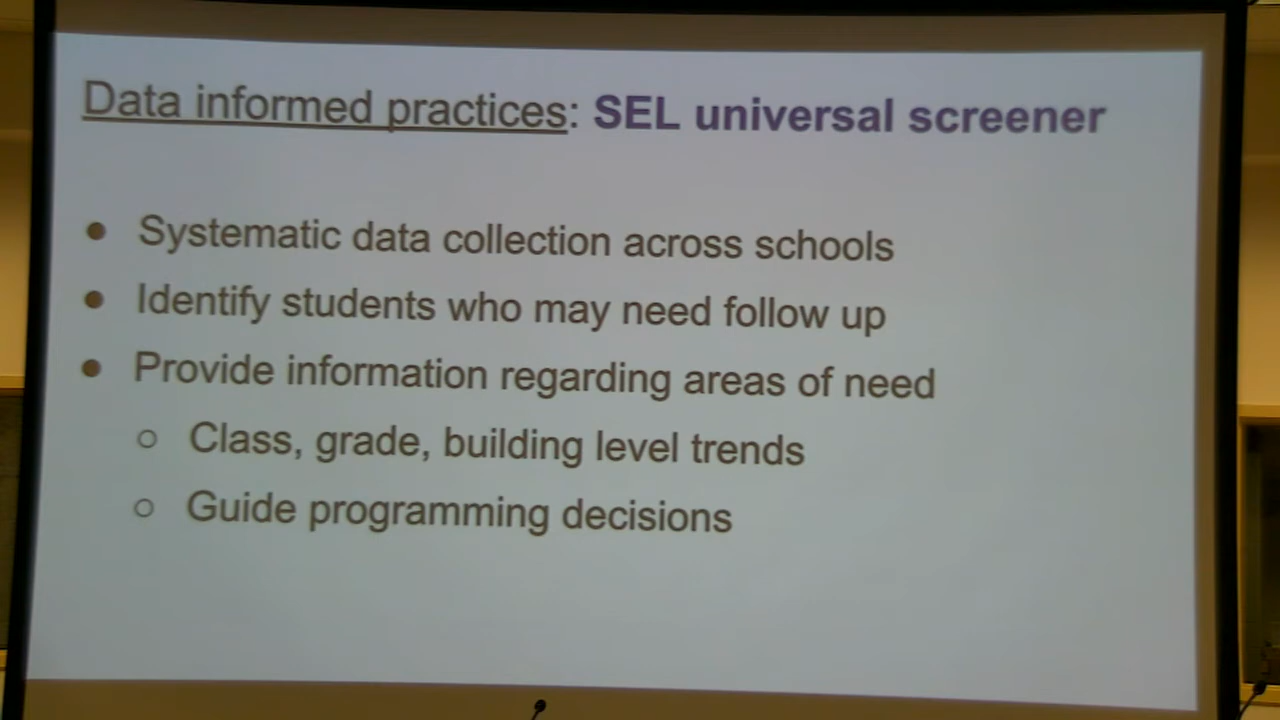 Data informed practices: SEL universal screener
● Systematic data collection across schools
● Identify students who may need follow up
● Provide information regarding areas of need
○ Class, grade, building level trends
○ Guide programming decisions